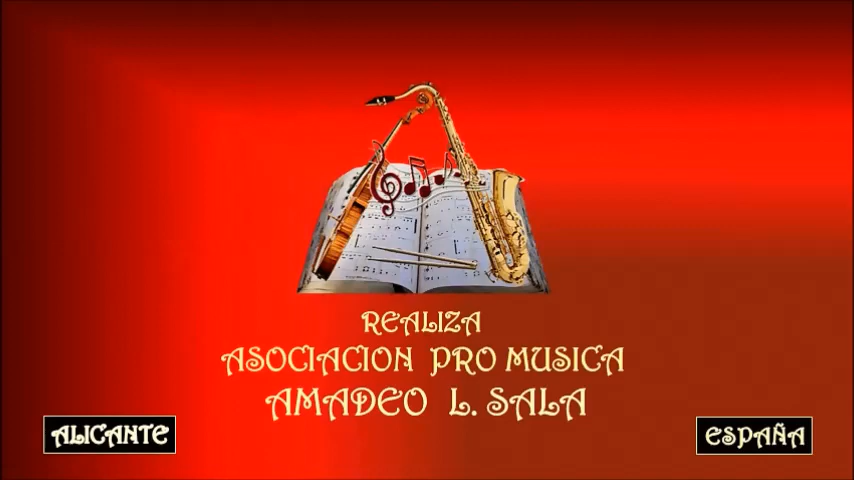 REALIZA
ASOCIACION PRO MUSICA
AMADEO L. SALA
ALICANTE
ESPAÑA